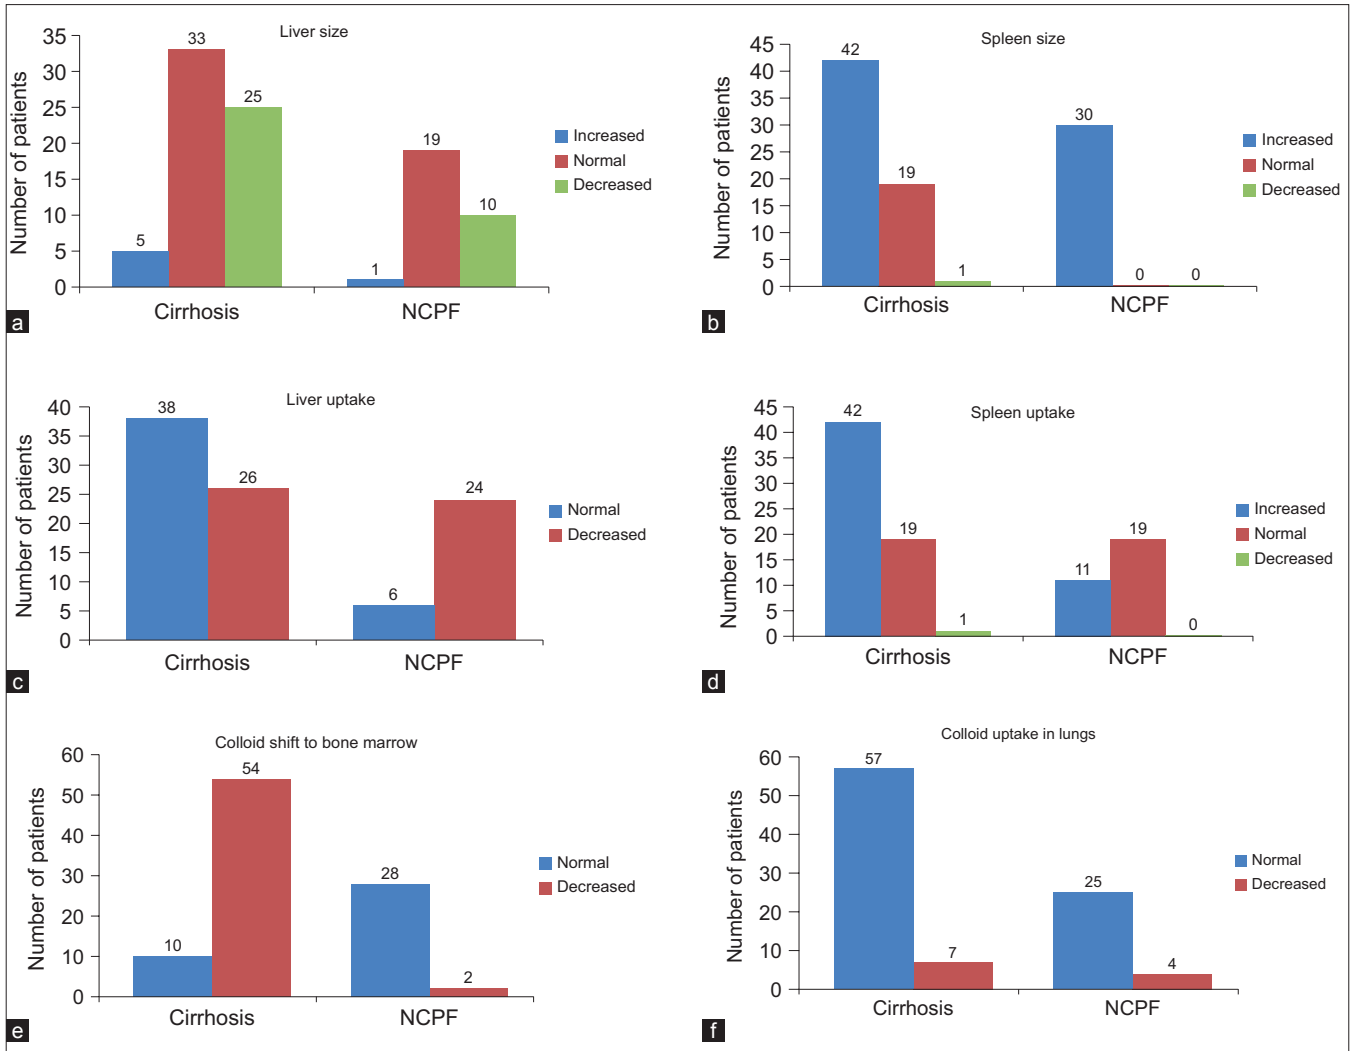 Liver size
Number of patients
35
30
25
20
15
10
5
0
5
33
25
1
19
10
Cirrhosis
NCPF
Increased
Normal
Decreased
a
Spleen size
Number of patients
45
40
35
30
25
20
15
10
5
0
42
19
1
30
0
0
Cirrhosis
NCPF
Increased
Normal
Decreased
b
Liver uptake
Number of patients
40
35
30
25
20
15
10
5
0
38
26
6
24
Cirrhosis
NCPF
Normal
Decreased
c
Spleen uptake
Number of patients
45
40
35
30
25
20
15
10
5
0
42
19
1
11
19
0
Cirrhosis
NCPF
Increased
Normal
Decreased
d
Colloid shift to bone marrow
Number of patients
60
50
40
30
20
10
0
10
54
28
2
Cirrhosis
NCPF
Normal
Decreased
e
Colloid uptake in lungs
Number of patients
60
50
40
30
20
10
0
57
7
25
4
Cirrhosis
NCPF
Normal
Decreased
f